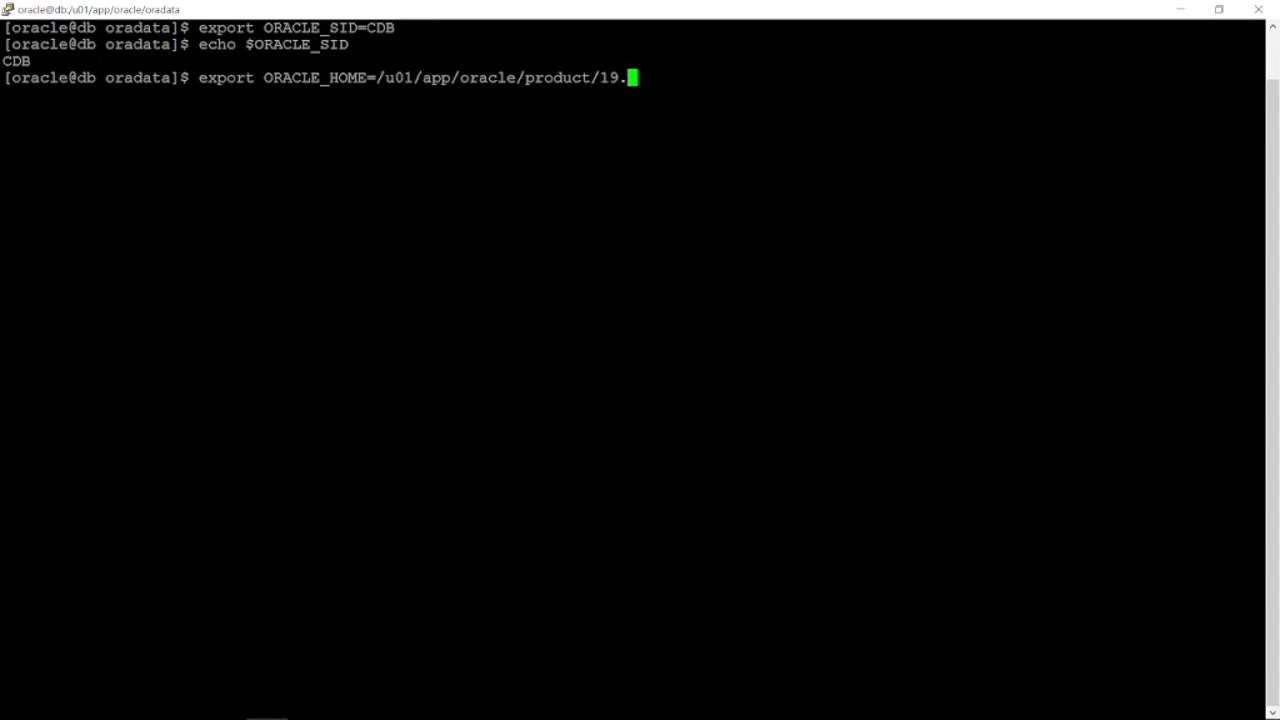 oracle@db:/u01/app/oracle/oradata
[oracle@db oradata]$ export ORACLE_SID=CDB
[oracle@db oradata]$ echo $ORACLE_SID
CDB
[oracle@db oradata]$ export ORACLE_HOME=/u01/app/oracle/product/19.